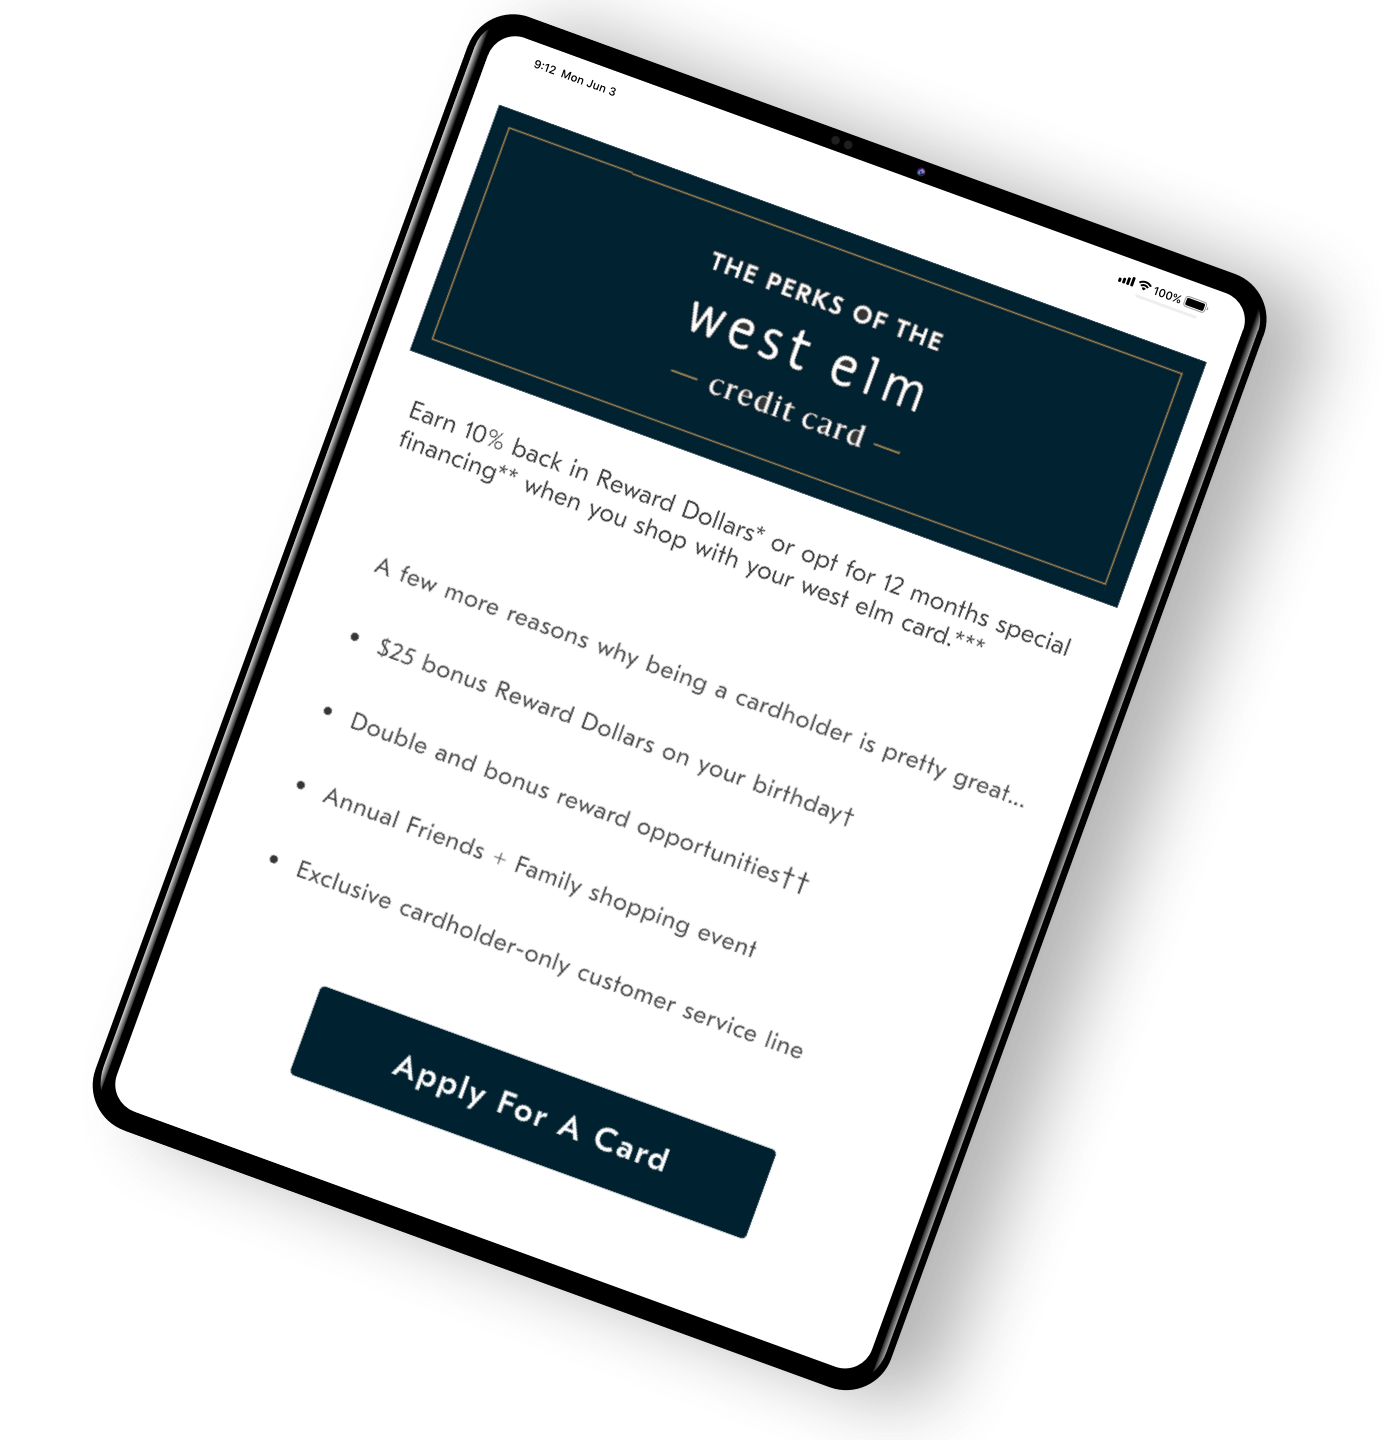 9:12 Mon Jun 3
100%
THE PERKS OF THE
west elm
— credit card —
Earn 10% back in Reward Dollars* or opt for 12 months special
financing** when you shop with your west elm card.***
A few more reasons why being a cardholder is pretty great...
• $25 bonus Reward Dollars on your birthday†
• Double and bonus reward opportunities††
• Annual Friends + Family shopping event
• Exclusive cardholder-only customer service line
Apply For A Card